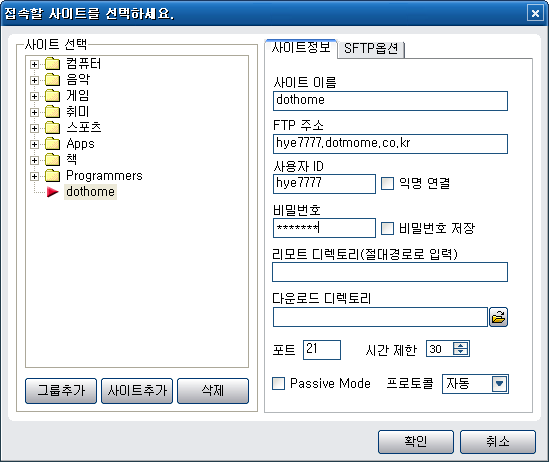 접속할 사이트를 선택하세요.
사이트 선택
컴퓨터
음악
게임
취미
스포츠
Apps
책
Programmers
dothome
그룹추가
사이트추가
삭제
사이트정보
SFTP옵션
사이트 이름
dothome
FTP 주소
hye7777.dotmome.co.kr
사용자 ID
hye7777
익명 연결
비밀번호
*******
비밀번호 저장
리모트 디렉토리(절대경로로 입력)
다운로드 디렉토리
포트 21
시간 제한 30
Passive Mode
프로토콜 자동
확인
취소